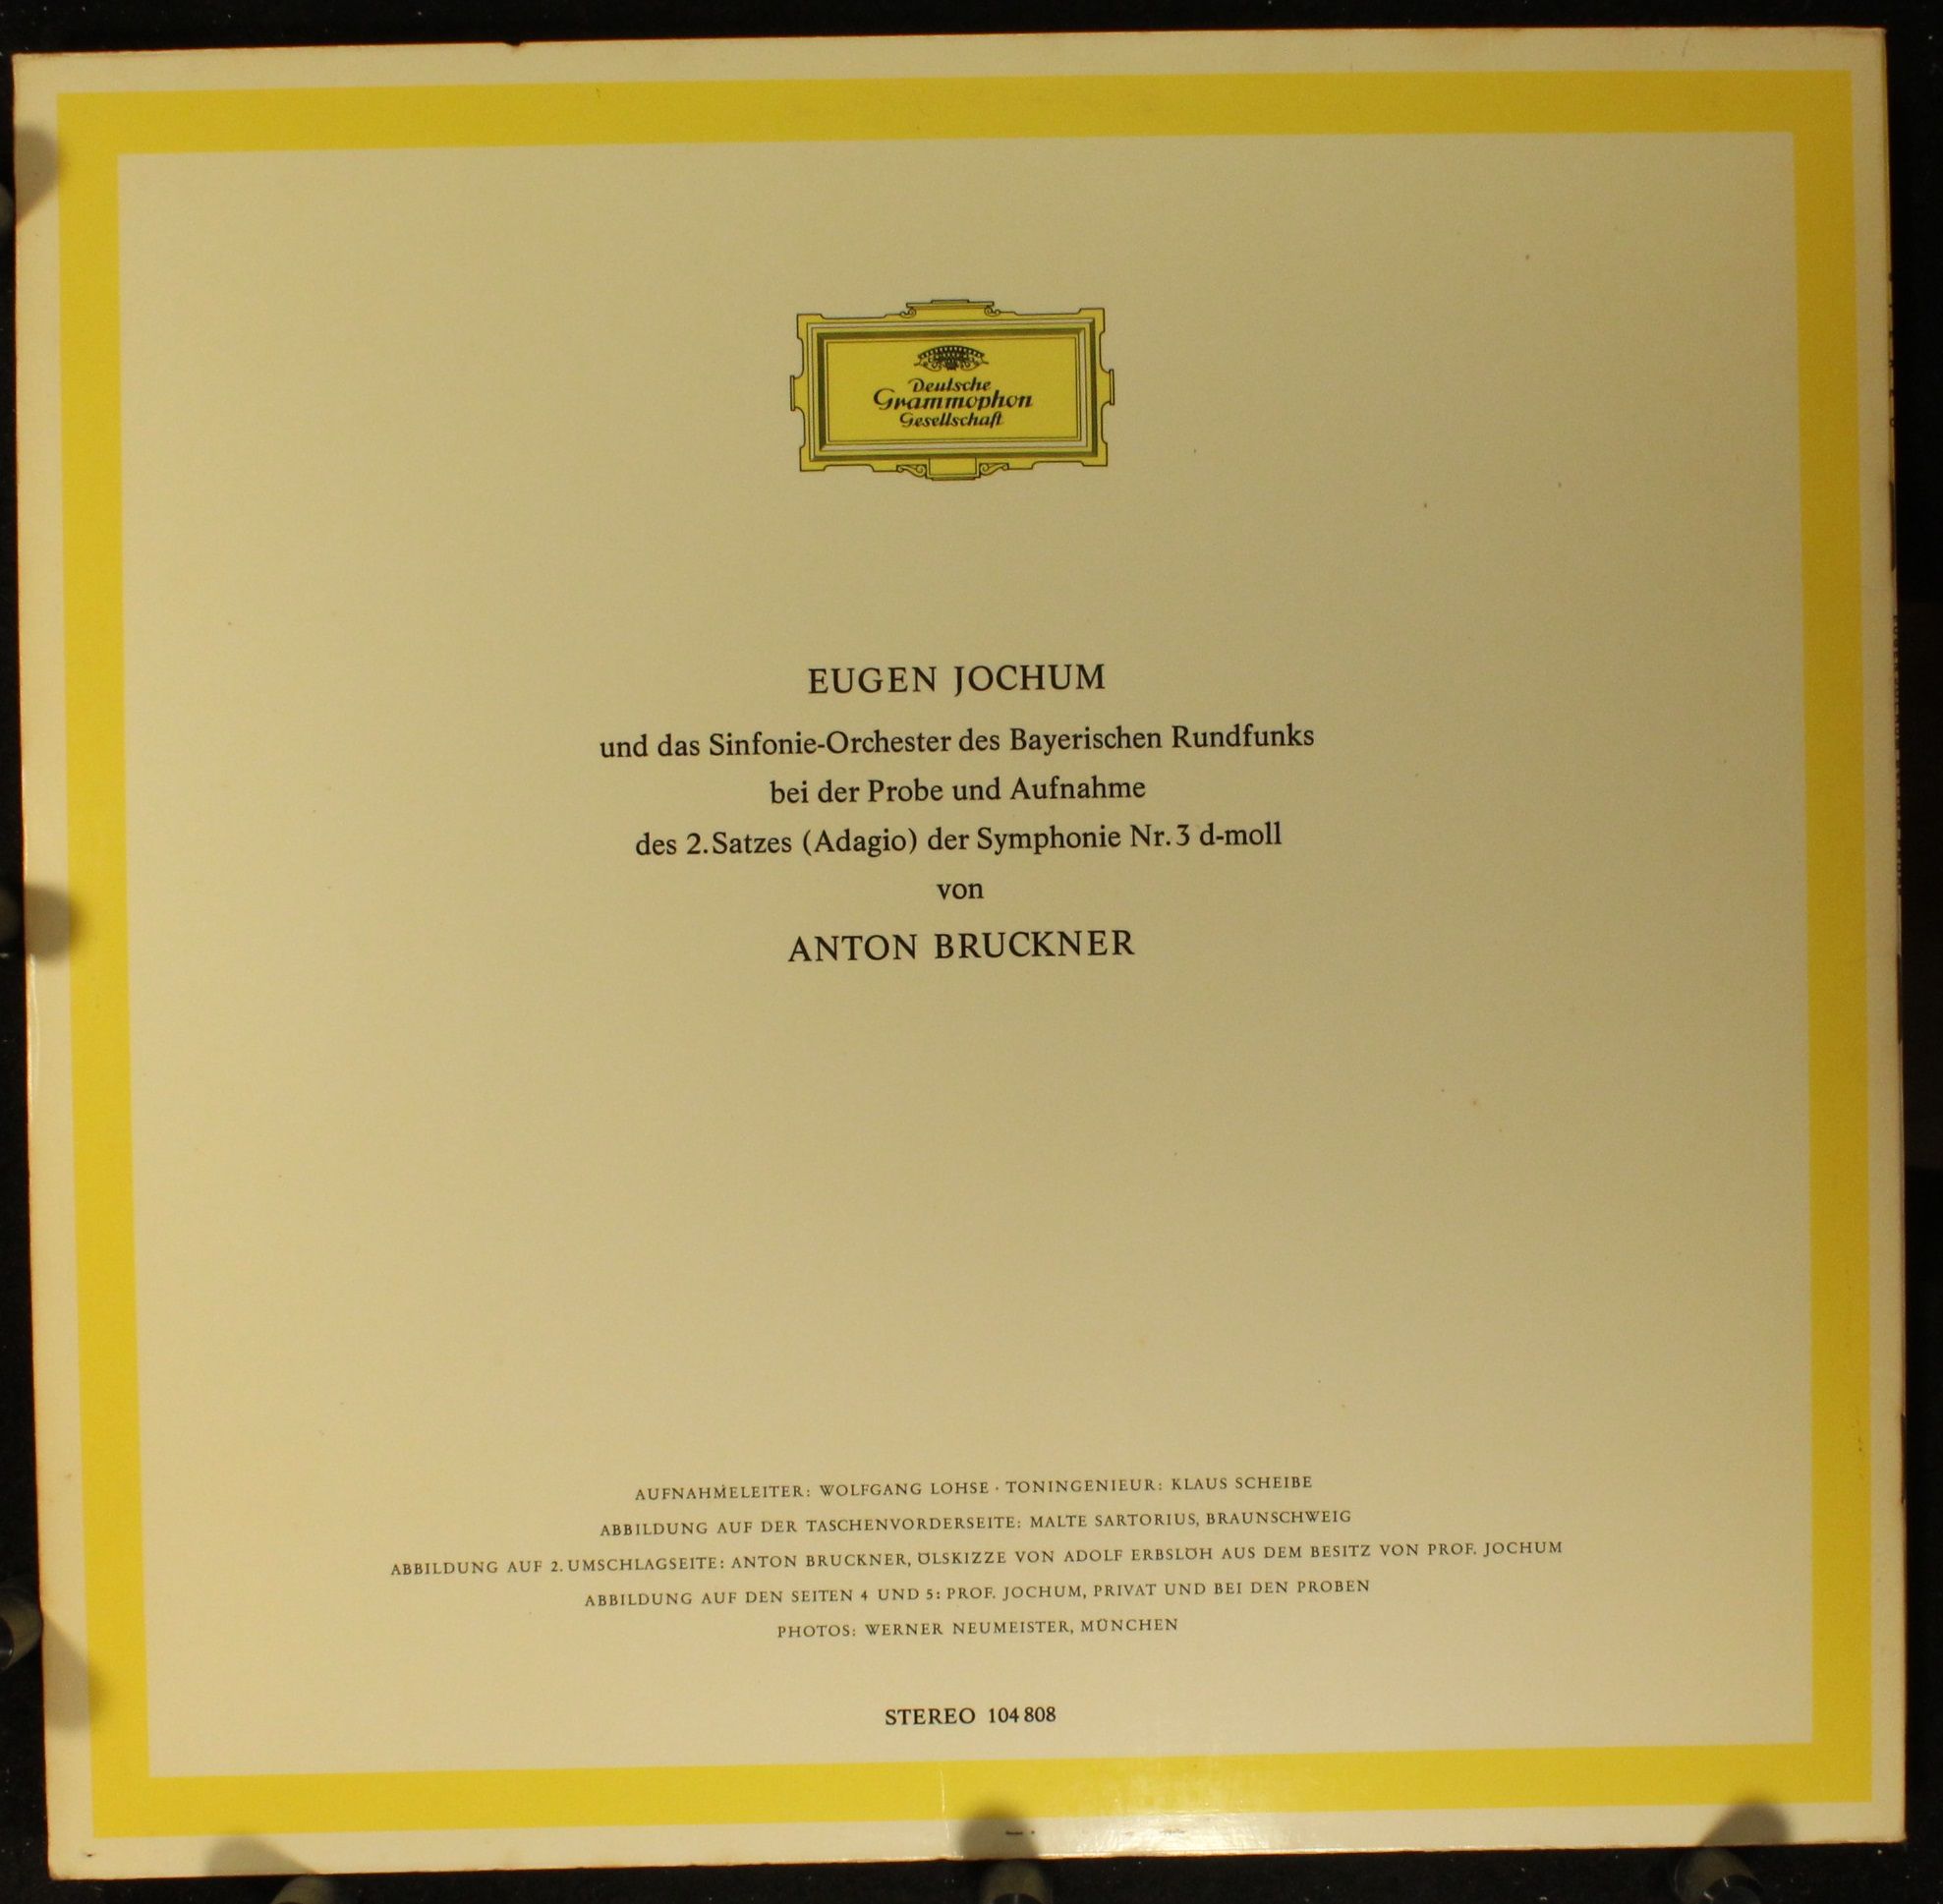 Deutsche
Grammophon
Gesellschaft
EUGEN JOCHUM
und das Sinfonie-Orchester des Bayerischen Rundfunks
bei der Probe und Aufnahme
des 2. Satzes (Adagio) der Symphonie Nr. 3 d-moll
von
ANTON BRUCKNER
AUFNAHMELEITER: WOLFGANG LOHSE · TONINGENIEUR: KLAUS SCHEIBE
ABBILDUNG AUF DER TASCHENVORDERSEITE: MALTE SARTORIUS, BRAUNSCHWEIG
ABBILDUNG AUF 2. UMSCHLAGSEITE: ANTON BRUCKNER, ÖLSKIZZE VON ADOLF ERBSLÖH AUS DEM BESITZ VON PROF. JOCHUM
ABBILDUNG AUF DEN SEITEN 4 UND 5: PROF. JOCHUM, PRIVAT UND BEI DEN PROBEN
PHOTOS: WERNER NEUMEISTER, MÜNCHEN
STEREO 104 808